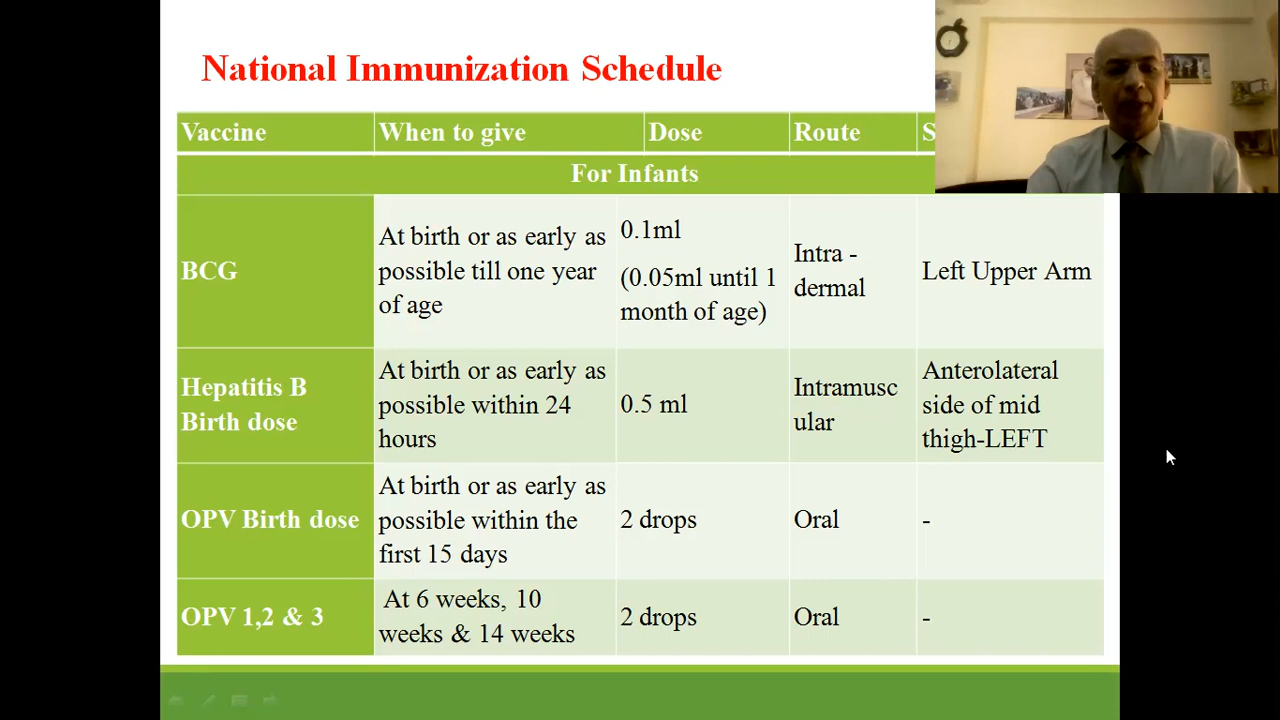 National Immunization Schedule
Vaccine When to give Dose Route S
For Infants
BCG
At birth or as early as
possible till one year
of age
0.1ml
(0.05ml until 1
month of age)
Intra -
dermal
Left Upper Arm
Hepatitis B
Birth dose
At birth or as early as
possible within 24
hours
0.5 ml
Intramusc
ular
Anterolateral
side of mid
thigh-LEFT
OPV Birth dose
At birth or as early as
possible within the
first 15 days
2 drops
Oral
-
OPV 1,2 & 3
At 6 weeks, 10
weeks & 14 weeks
2 drops
Oral
-